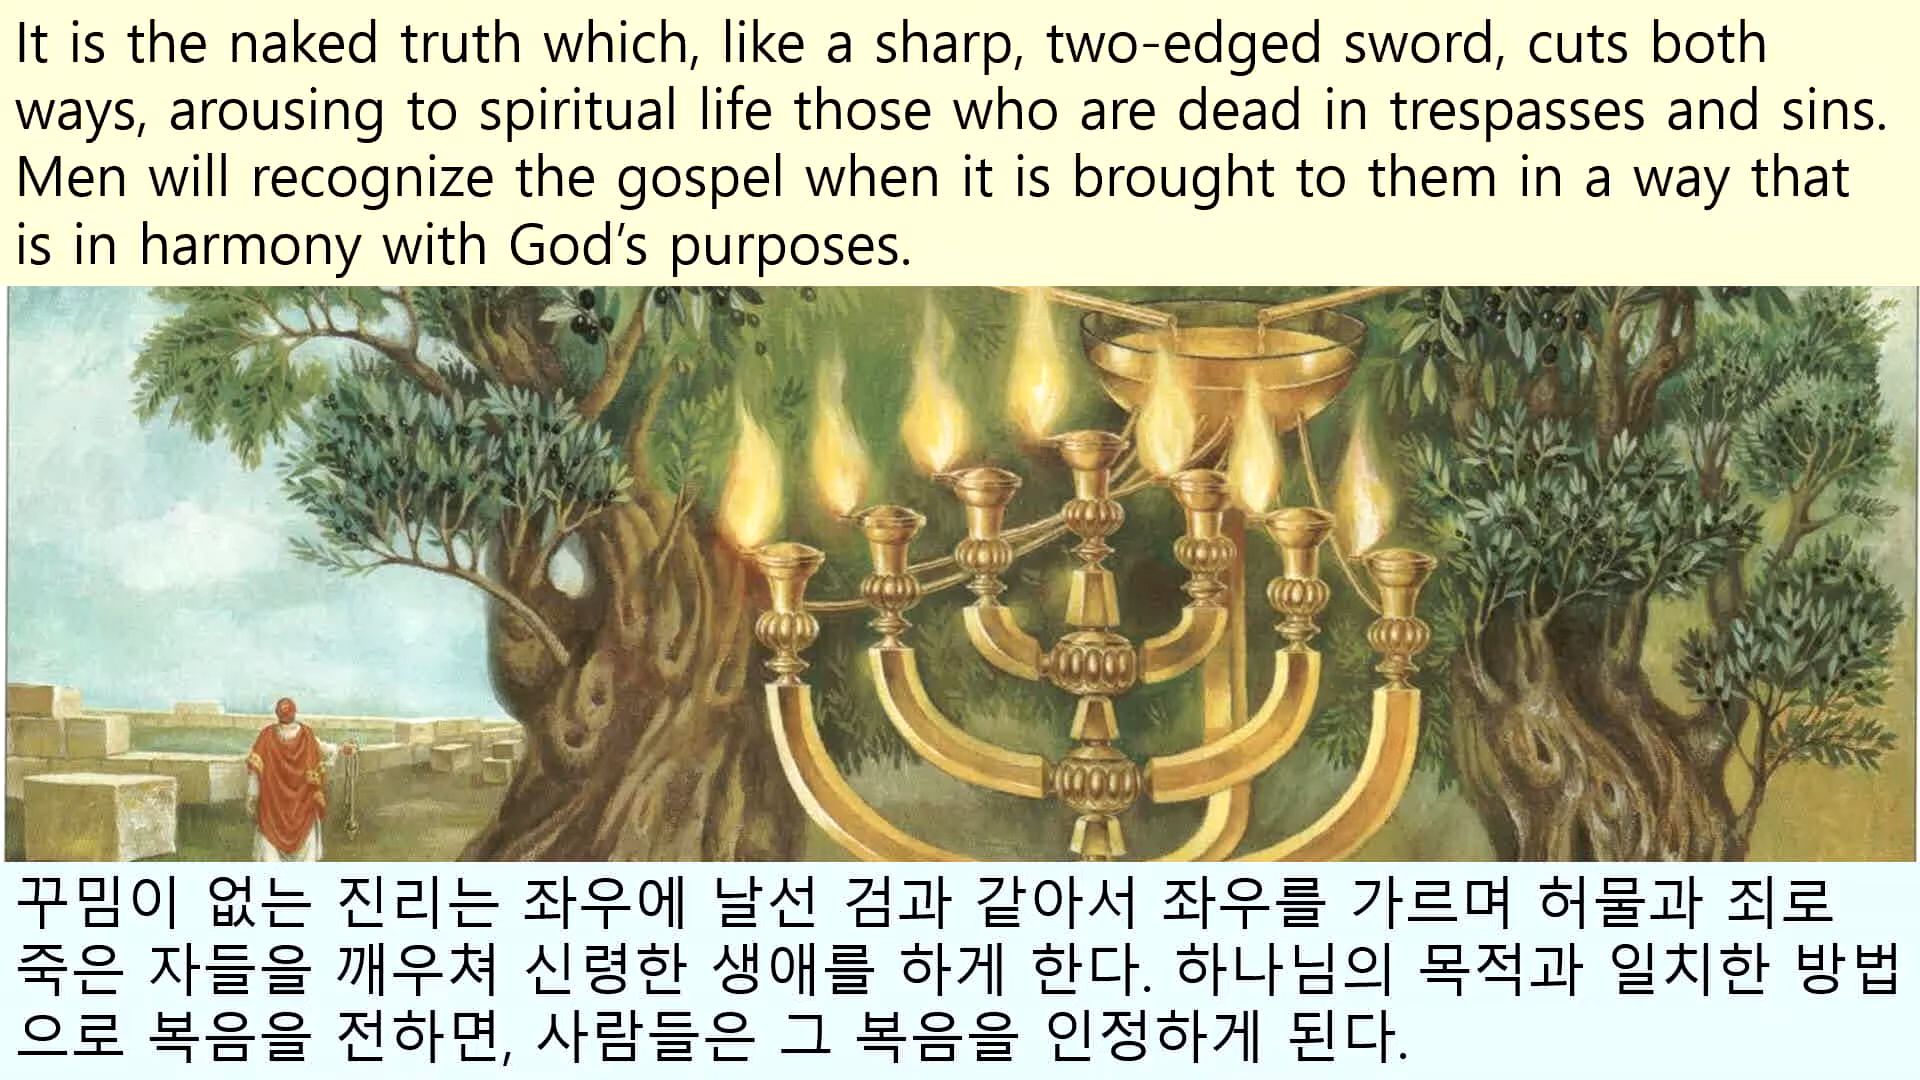 It is the naked truth which, like a sharp, two-edged sword, cuts both
ways, arousing to spiritual life those who are dead in trespasses and sins.
Men will recognize the gospel when it is brought to them in a way that
is in harmony with God’s purposes.
꾸밈이 없는 진리는 좌우에 날선 검과 같아서 좌우를 가르며 허물과 죄로
죽은 자들을 깨우쳐 신령한 생애를 하게 한다. 하나님의 목적과 일치한 방법
으로 복음을 전하면, 사람들은 그 복음을 인정하게 된다.